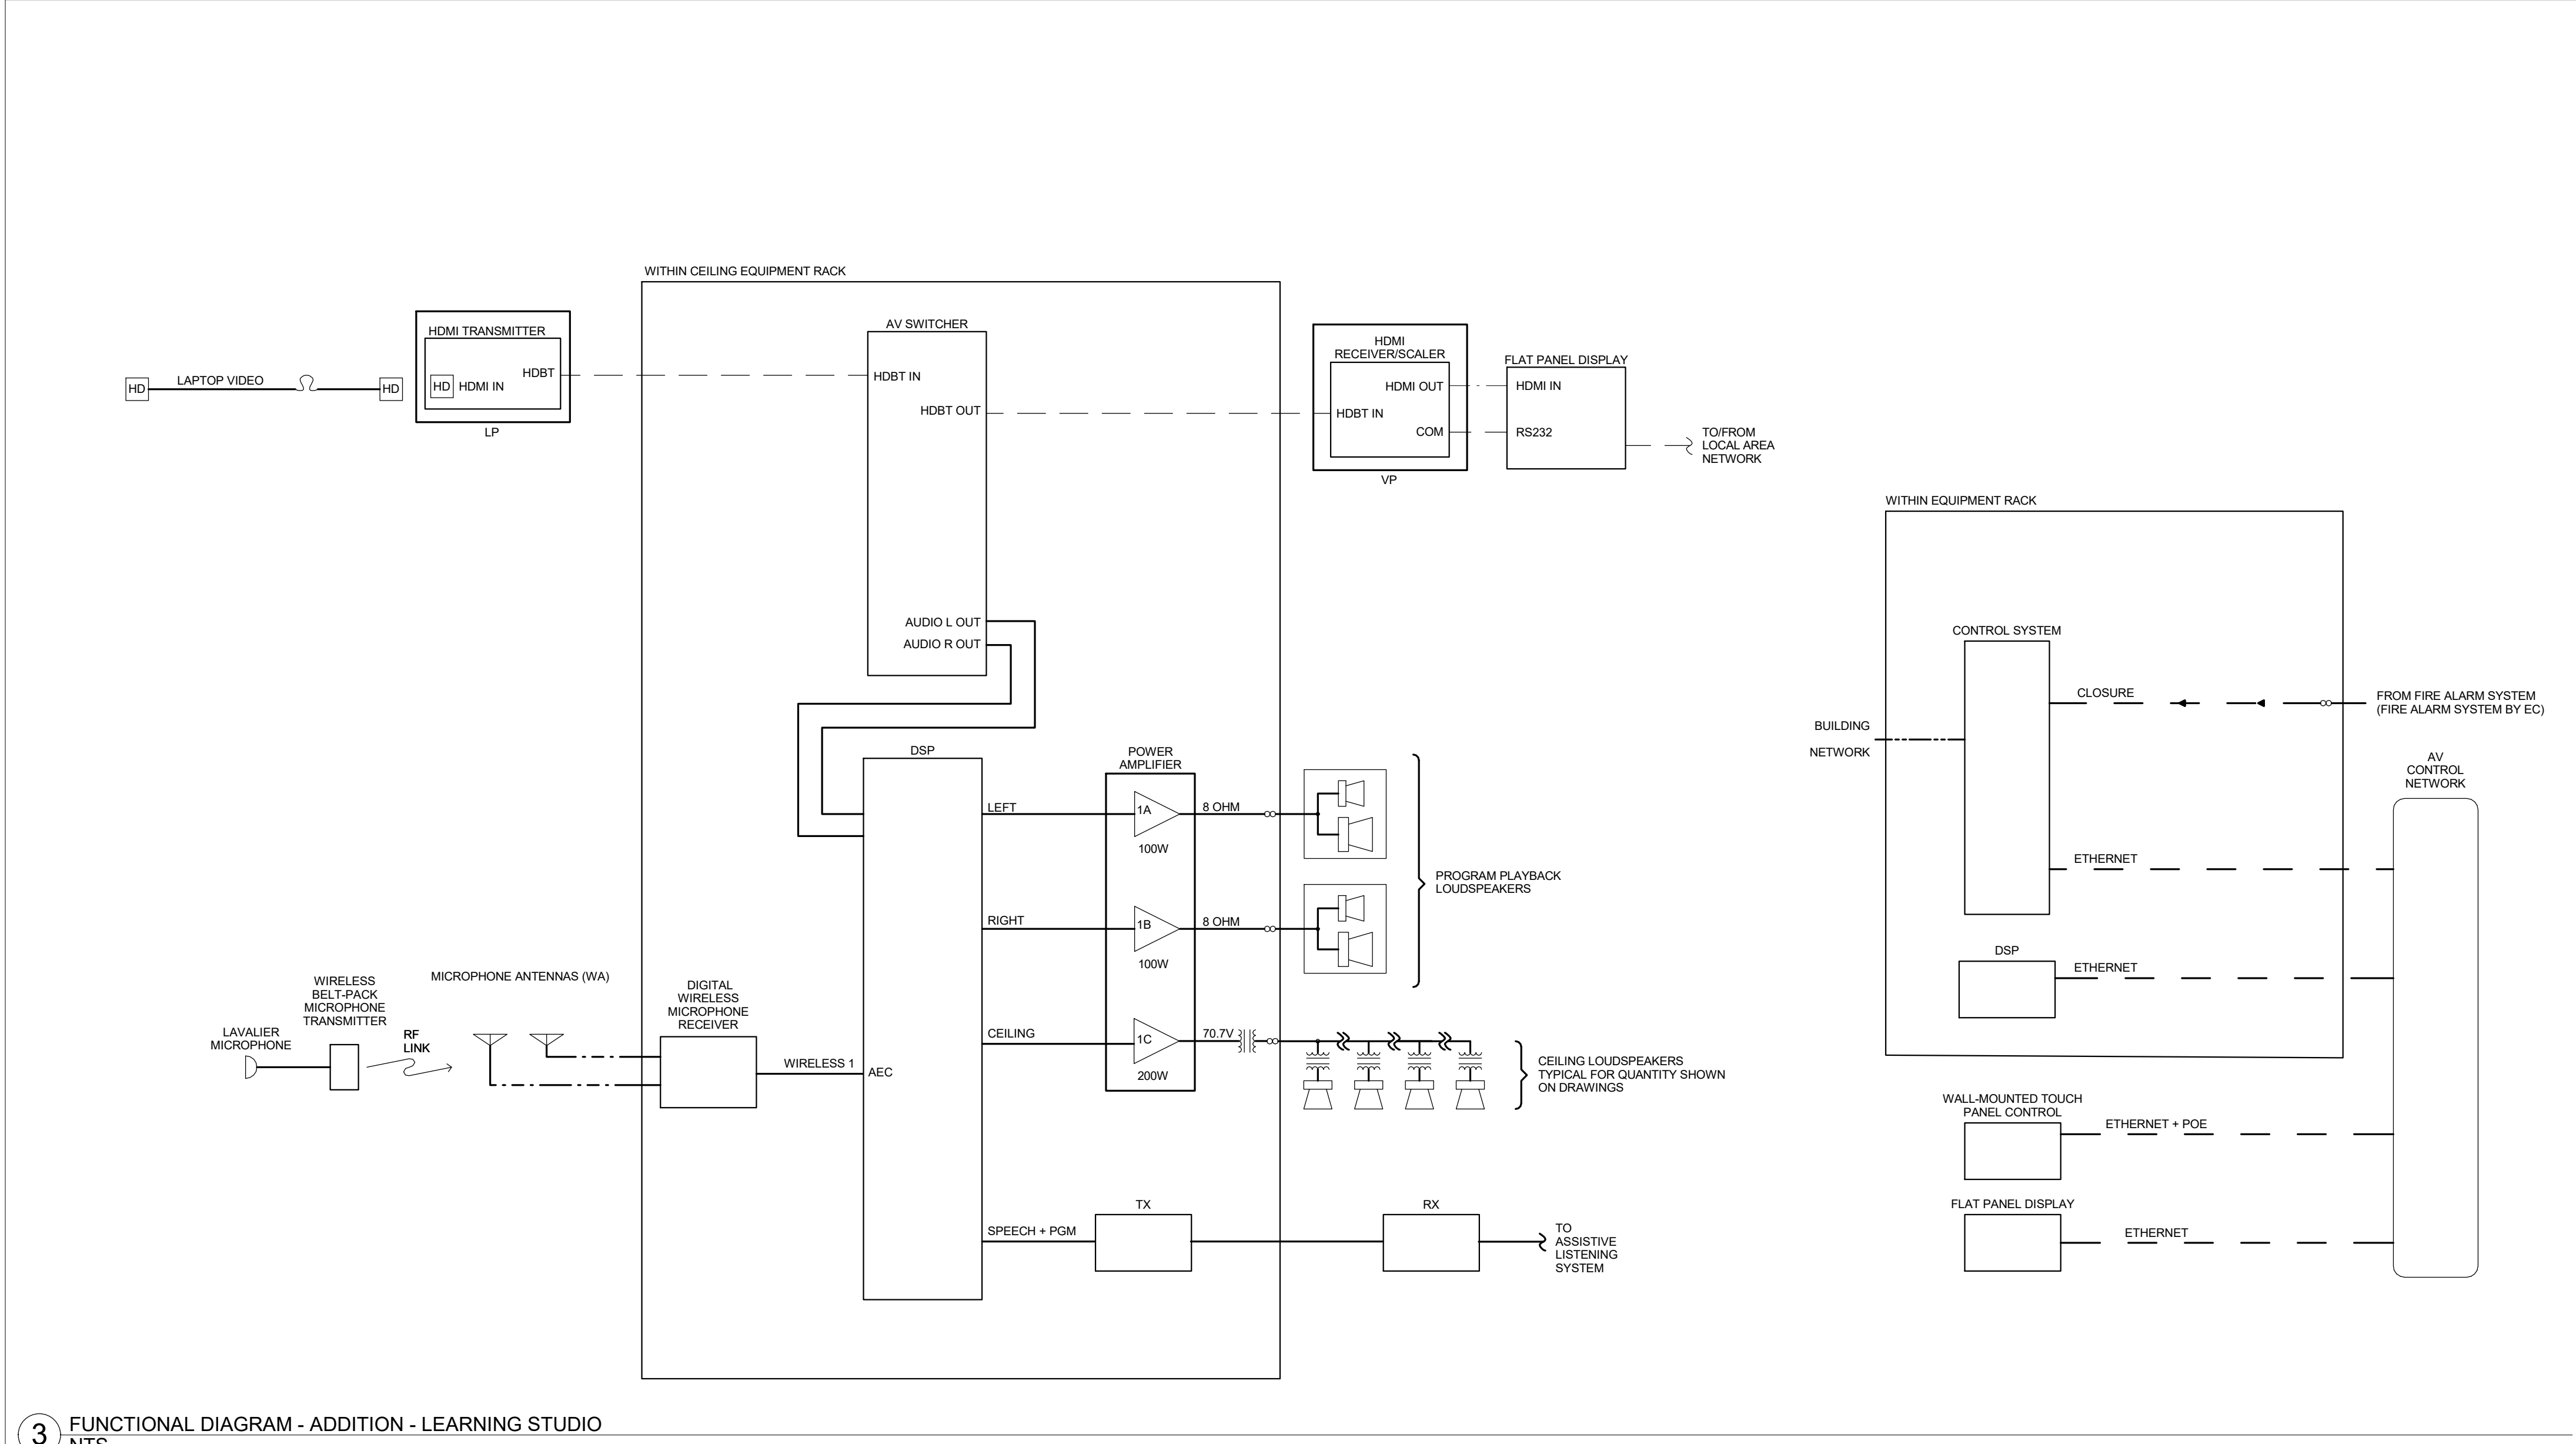 WITHIN CEILING EQUIPMENT RACK
AV SWITCHER
HDMI TRANSMITTER
HDBT
HD
LAPTOP VIDEO
HD
HD
HDMI IN
LP
HDBT IN
HDBT OUT
AUDIO L OUT
AUDIO R OUT
HDMI
RECEIVER/SCALER
HDMI OUT
HDBT IN
COM
VP
FLAT PANEL DISPLAY
HDMI IN
RS232
TO/FROM
LOCAL AREA
NETWORK
DSP
LEFT
RIGHT
CEILING
AEC
SPEECH + PGM
POWER
AMPLIFIER
1A
100W
1B
100W
1C
200W
8 OHM
8 OHM
70.7V
PROGRAM PLAYBACK
LOUDSPEAKERS
CEILING LOUDSPEAKERS
TYPICAL FOR QUANTITY SHOWN
ON DRAWINGS
LAVALIER
MICROPHONE
WIRELESS
BELT-PACK
MICROPHONE
TRANSMITTER
RF
LINK
MICROPHONE ANTENNAS (WA)
DIGITAL
WIRELESS
MICROPHONE
RECEIVER
WIRELESS 1
TX
RX
TO
ASSISTIVE
LISTENING
SYSTEM
WITHIN EQUIPMENT RACK
CONTROL SYSTEM
CLOSURE
FROM FIRE ALARM SYSTEM
(FIRE ALARM SYSTEM BY EC)
BUILDING
NETWORK
AV
CONTROL
NETWORK
ETHERNET
DSP
ETHERNET
WALL-MOUNTED TOUCH
PANEL CONTROL
ETHERNET + POE
FLAT PANEL DISPLAY
ETHERNET
3
FUNCTIONAL DIAGRAM - ADDITION - LEARNING STUDIO
NTS